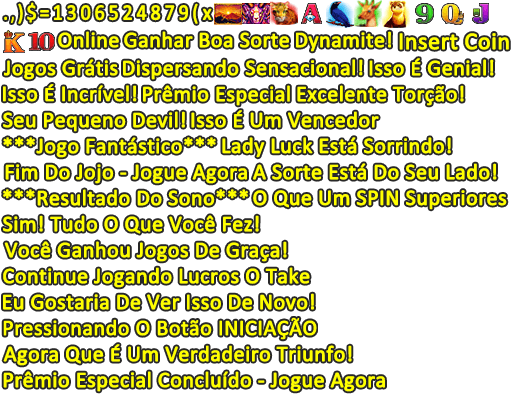 .,)$=1306524879(x A 9 Q J
K 10 Online Ganhar Boa Sorte Dynamite! Insert Coin
Jogos Grátis Dispersando Sensacional! Isso É Genial!
Isso É Incrível! Prêmio Especial Excelente Torção!
Seu Pequeno Devil! Isso É Um Vencedor
***Jogo Fantástico*** Lady Luck Está Sorrindo!
Fim Do Jojo - Jogue Agora A Sorte Está Do Seu Lado!
***Resultado Do Sono*** O Que Um SPIN Superiores
Sim! Tudo O Que Você Fez!
Você Ganhou Jogos De Graça!
Continue Jogando Lucros O Take
Eu Gostaria De Ver Isso De Novo!
Pressionando O Botão INICIAÇÃO
Agora Que É Um Verdadeiro Triunfo!
Prêmio Especial Concluído - Jogue Agora